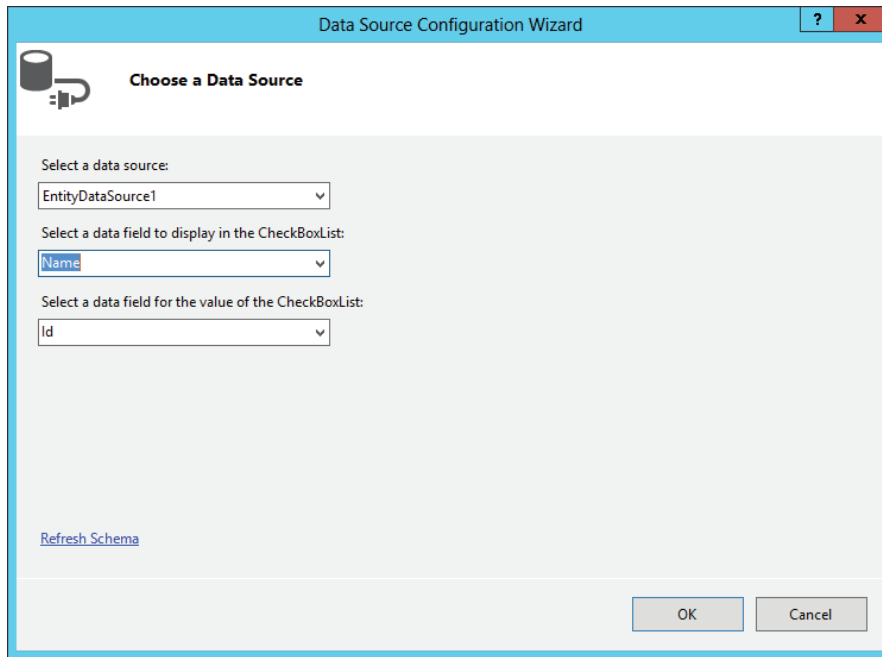 Data Source Configuration Wizard
? x
Choose a Data Source
Select a data source:
EntityDataSource1
Select a data field to display in the CheckBoxList:
Name
Select a data field for the value of the CheckBoxList:
Id
Refresh Schema
OK Cancel